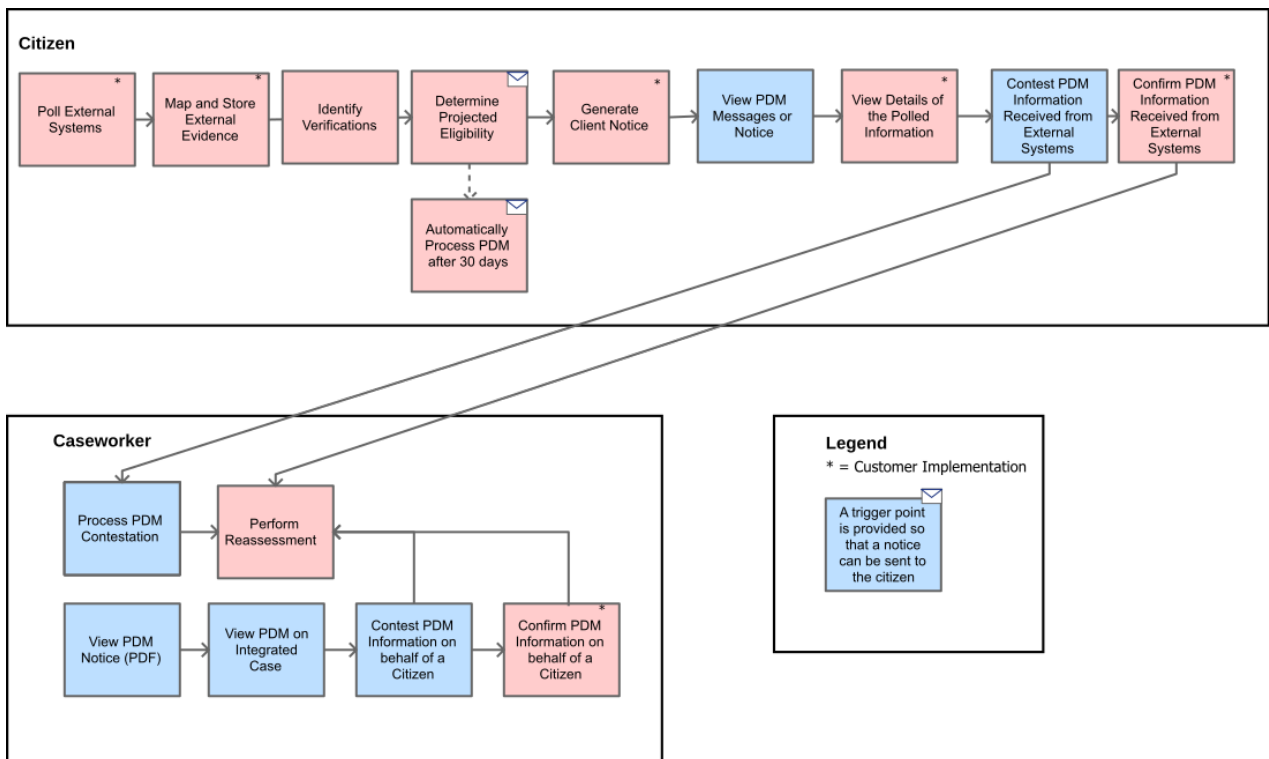 Citizen
*
Poll External
Systems
*
Map and Store
External
Evidence
Identify
Verifications
Determine
Projected
Eligibility
*
Generate
Client Notice
View PDM
Messages or
Notice
*
View Details of
the Polled
Information
Contest PDM
Information
Received from
External
Systems
*
Confirm PDM
Information
Received from
External
Systems
Automatically
Process PDM
after 30 days
Caseworker
Process PDM
Contestation
Perform
Reassessment
View PDM
Notice (PDF)
View PDM on
Integrated
Case
Contest PDM
Information on
behalf of a
Citizen
*
Confirm PDM
Information on
behalf of a
Citizen
Legend
* = Customer Implementation
A trigger point
is provided so
that a notice
can be sent to
the citizen